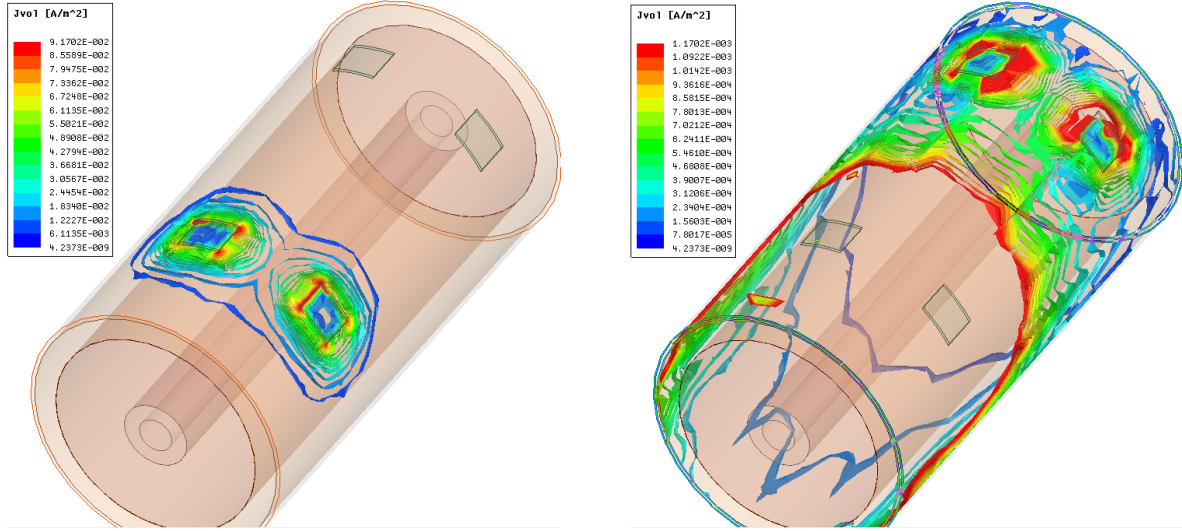 Jvol [A/m^2]
9.1702E-002
8.5589E-002
7.9475E-002
7.3362E-002
6.7248E-002
6.1135E-002
5.5021E-002
4.8908E-002
4.2794E-002
3.6681E-002
3.0567E-002
2.4454E-002
1.8340E-002
1.2227E-002
6.1135E-003
4.2373E-009
Jvol [A/m^2]
1.1702E-003
1.0922E-003
1.0142E-003
9.3616E-004
8.5815E-004
7.8013E-004
7.0212E-004
6.2411E-004
5.4610E-004
4.6808E-004
3.9007E-004
3.1206E-004
2.3404E-004
1.5603E-004
7.8017E-005
4.2373E-009